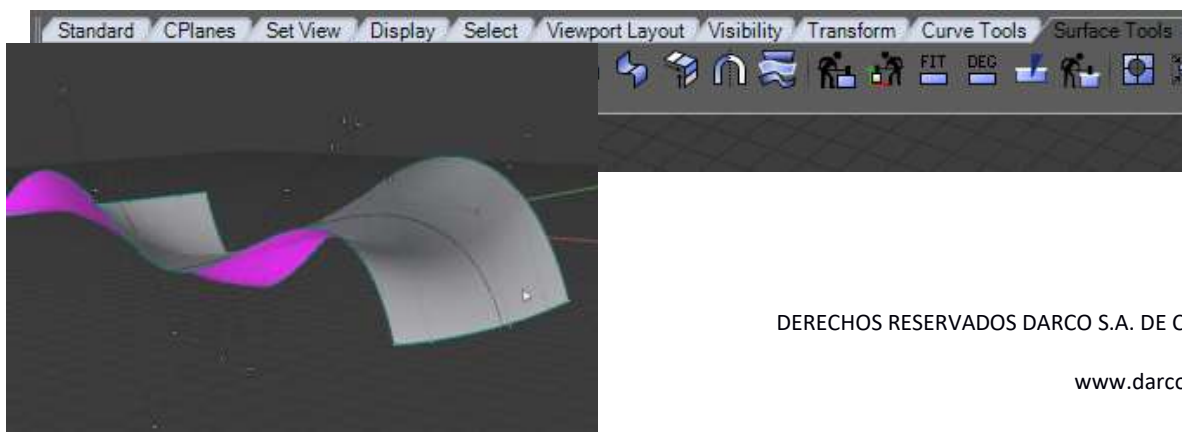 Standard CPlanes Set View Display Select Viewport Layout Visibility Transform Curve Tools Surface Tools
FIT DEG
DERECHOS RESERVADOS DARCO S.A. DE
www.darco